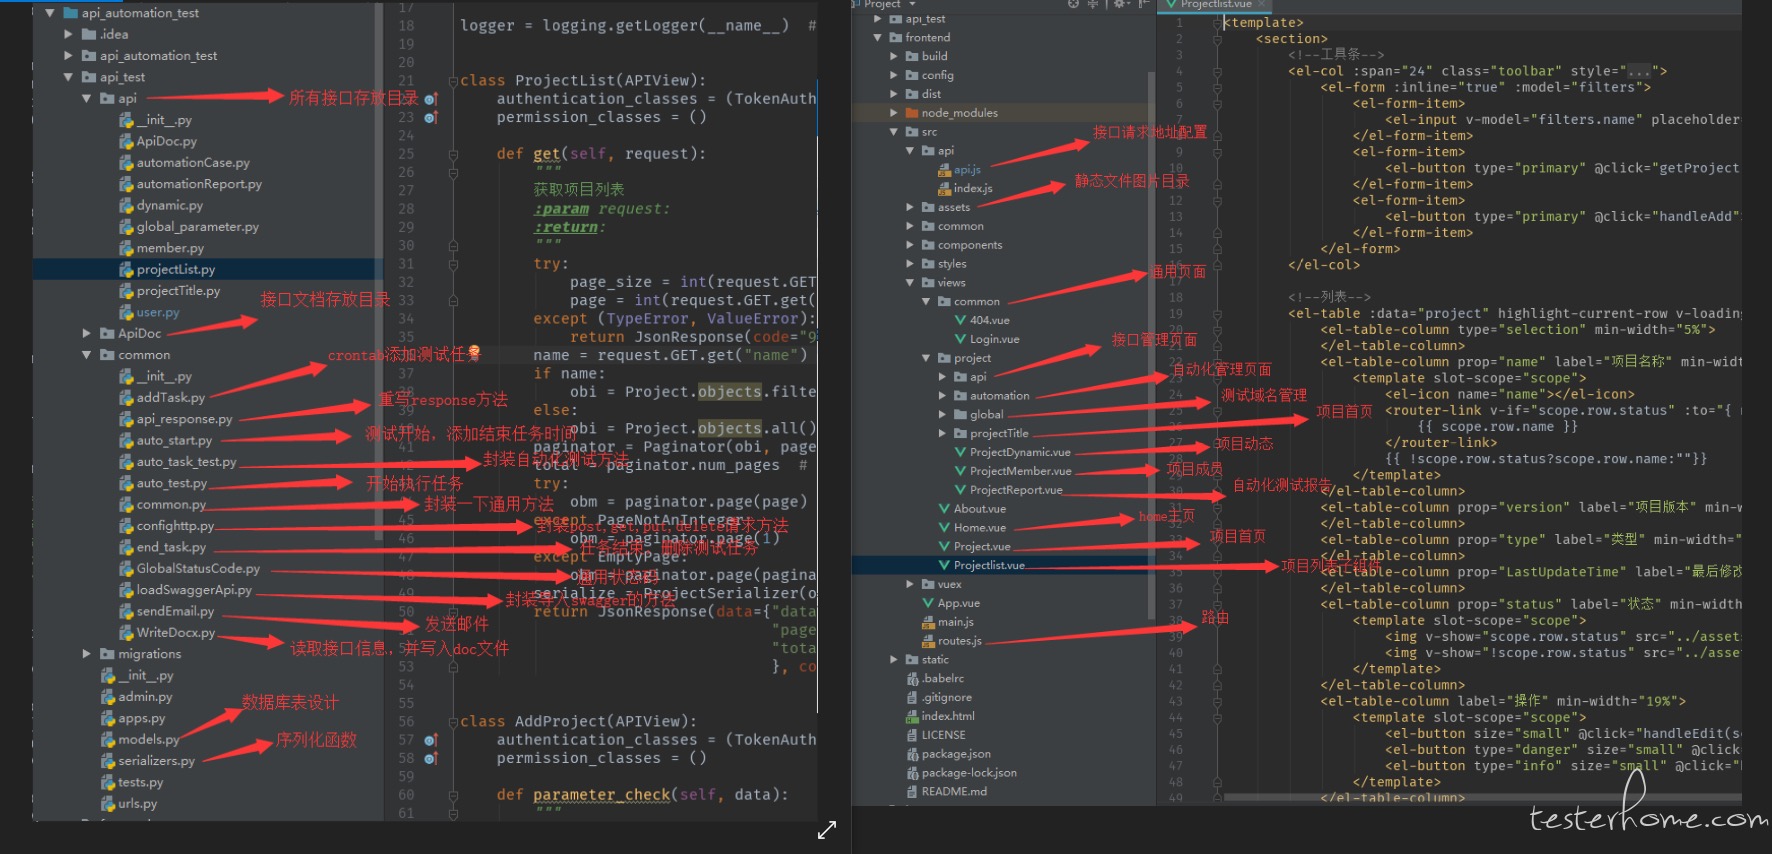 api_automation_test
.idea
api_automation_test
api_test
api
所有接口存放目录
__init__.py
ApiDoc.py
automationCase.py
automationReport.py
dynamic.py
global_parameter.py
member.py
projectList.py
projectTitle.py
user.py
接口文档存放目录
ApiDoc
common
crontab添加测试任务
__init__.py
addTask.py
重写response方法
api_response.py
auto_start.py
测试开始，添加结束任务时间
auto_task_test.py
封装自动化测试方法
auto_test.py
开始执行任务
common.py
封装一下通用方法
confighttp.py
封装post,get,put,delete请求方法
end_task.py
任务结束，删除测试任务
GlobalStatusCode.py
通用状态码
loadSwaggerApi.py
封装导入swagger的方法
sendEmail.py
发送邮件
WriteDocx.py
读取接口信息，并写入doc文件
migrations
__init__.py
admin.py
数据库表设计
apps.py
models.py
序列化函数
serializers.py
tests.py
urls.py
17
18 logger = logging.getLogger(__name__) #
19
20
21 class ProjectList(APIView):
authentication_classes = (TokenAuth
23 permission_classes = ()
24
25 def get(self, request):
26 """
27 获取项目列表
28 :param request:
29 :return:
30 """
31 try:
32 page_size = int(request.GET
33 page = int(request.GET.get(
34 except (TypeError, ValueError):
35 return JsonResponse(code="9
name = request.GET.get("name")
37 if name:
38 obi = Project.objects.filte
39 else:
40 obi = Project.objects.all()
41 paginator = Paginator(obi, page
total = paginator.num_pages #
try:
obm = paginator.page(page)
45 except PageNotAnInteger:
46 obm = paginator.page(1)
47 except EmptyPage:
48 obm = paginator.page(pagina
serialize = ProjectSerializer(o
50 return JsonResponse(data={"data
"page
"tota
53 }, co
54
55
56 class AddProject(APIView):
57 authentication_classes = (TokenAuth
58 permission_classes = ()
59
60 def parameter_check(self, data):
61 """
Project
api_test
frontend
build
config
dist
node_modules
src
接口请求地址配置
api
api.js
index.js
静态文件图片目录
assets
common
components
styles
通用页面
views
common
404.vue
Login.vue
接口管理页面
project
api
自动化管理页面
automation
测试域名管理
global
项目首页
projectTitle
项目动态
ProjectDynamic.vue
项目成员
ProjectMember.vue
自动化测试报告
ProjectReport.vue
About.vue
home主页
Home.vue
项目首页
Project.vue
Projectlist.vue
项目列表子组件
vuex
App.vue
路由
main.js
routes.js
static
.babelrc
.gitignore
index.html
LICENSE
package.json
package-lock.json
README.md
Projectlist.vue
1 <template>
2 <section>
3 <!--工具条-->
4 <el-col :span="24" class="toolbar" style="...">
5 <el-form :inline="true" :model="filters">
6 <el-form-item>
7 <el-input v-model="filters.name" placeholder
8 </el-form-item>
9 <el-form-item>
10 <el-button type="primary" @click="getProject
11 </el-form-item>
12 <el-form-item>
13 <el-button type="primary" @click="handleAdd"
14 </el-form-item>
15 </el-form>
16 </el-col>
17
18 <!--列表-->
19 <el-table :data="project" highlight-current-row v-loading
20 <el-table-column type="selection" min-width="5%">
21 </el-table-column>
22 <el-table-column prop="name" label="项目名称" min-width
23 <template slot-scope="scope">
24 <el-icon name="name"></el-icon>
25 <router-link v-if="scope.row.status" :to="{
26 {{ scope.row.name }}
27 </router-link>
28 {{ !scope.row.status?scope.row.name:""}}
29 </template>
30 </el-table-column>
31 <el-table-column prop="version" label="项目版本" min-w
32 </el-table-column>
33 <el-table-column prop="type" label="类型" min-width="
34 </el-table-column>
35 <el-table-column prop="LastUpdateTime" label="最后修改
36 </el-table-column>
37 <el-table-column prop="status" label="状态" min-width
38 <template slot-scope="scope">
39 <img v-show="scope.row.status" src="../asset
40 <img v-show="!scope.row.status" src="../asse
41 </template>
42 </el-table-column>
43 <el-table-column label="操作" min-width="19%">
44 <template slot-scope="scope">
45 <el-button size="small" @click="handleEdit(s
46 <el-button type="danger" size="small" @click
47 <el-button type="info" size="small" @click="
48 </template>
49 </el-table-column>
testerhome.com